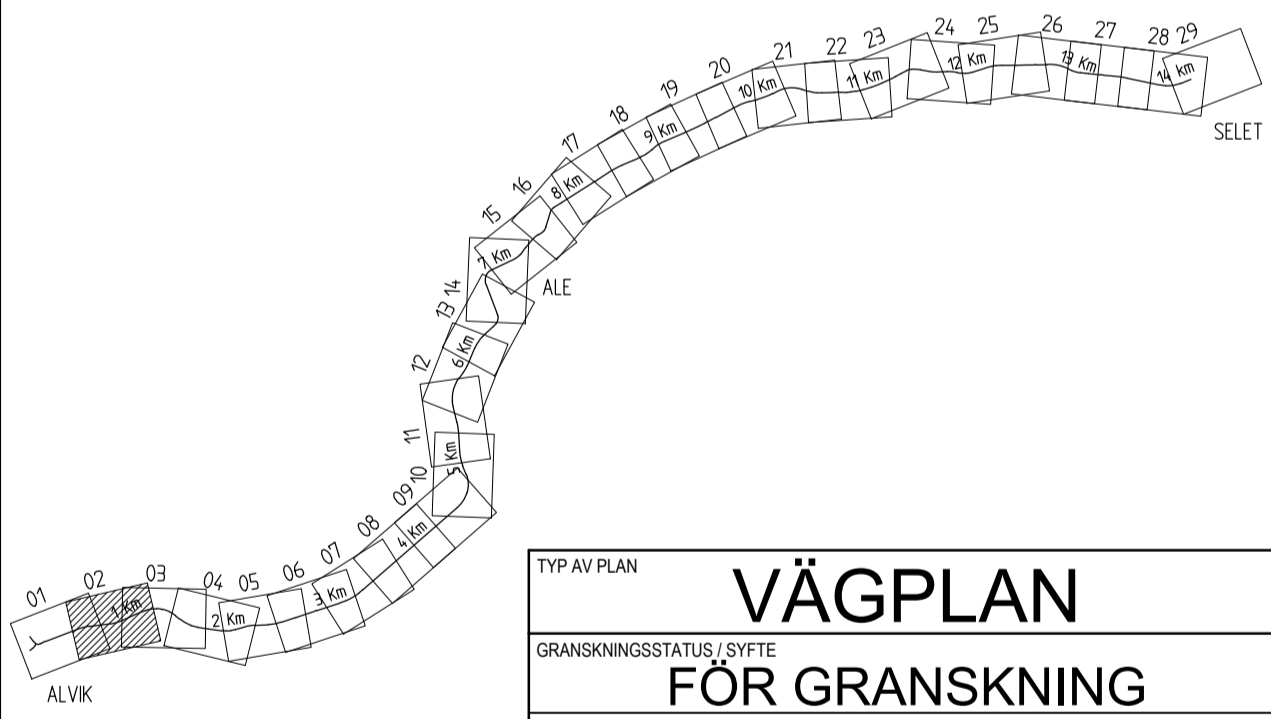 01
02
03
04
05
06
07
08
09
10
11
12
13
14
15
16
17
18
19
20
21
22
23
24
25
26
27
28
29
1 Km
2 Km
3 Km
4 Km
5 Km
6 Km
7 Km
8 Km
9 Km
10 Km
11 Km
12 Km
13 Km
14 Km
ALVIK
ALE
SELET
TYP AV PLAN
VÄGPLAN
GRANSKNINGSSTATUS / SYFTE
FÖR GRANSKNING